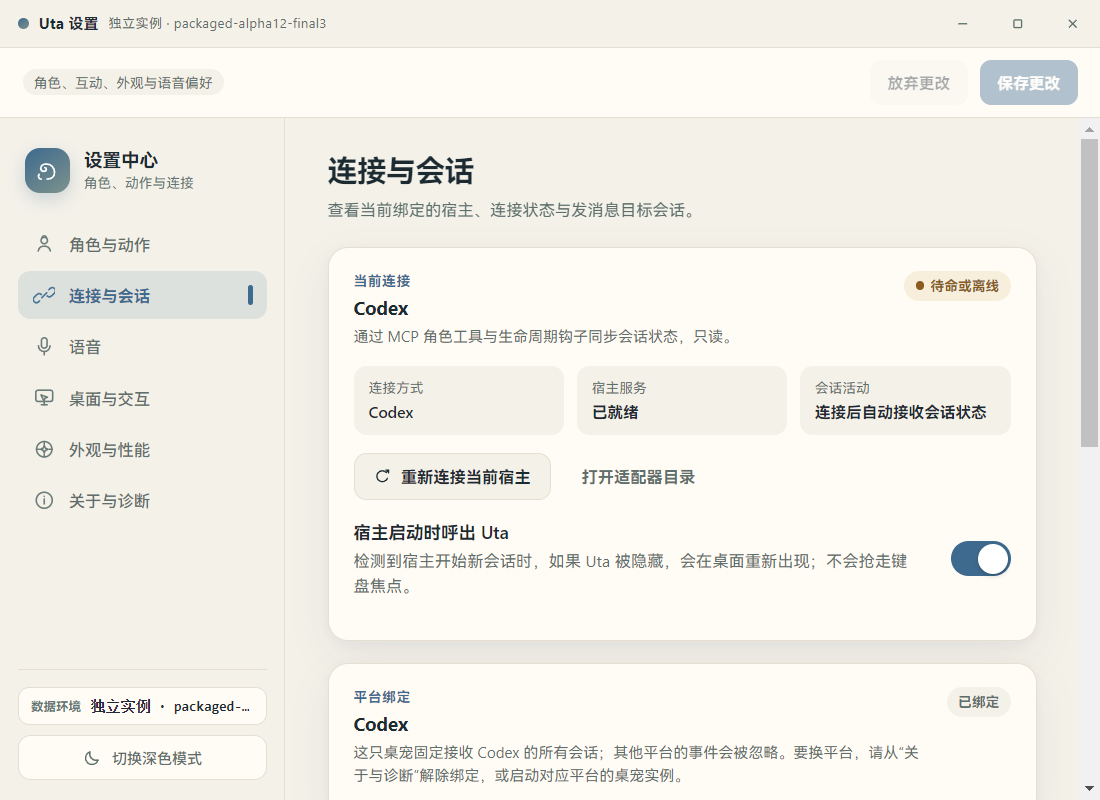 Uta 设置 独立实例 · packaged-alpha12-final3
角色、互动、外观与语音偏好
放弃更改
保存更改
设置中心
角色、动作与连接
角色与动作
连接与会话
语音
桌面与交互
外观与性能
关于与诊断
数据环境 独立实例 · packaged-…
切换深色模式
连接与会话
查看当前绑定的宿主、连接状态与发消息目标会话。
当前连接
待命或离线
Codex
通过 MCP 角色工具与生命周期钩子同步会话状态，只读。
连接方式
Codex
宿主服务
已就绪
会话活动
连接后自动接收会话状态
重新连接当前宿主
打开适配器目录
宿主启动时呼出 Uta
检测到宿主开始新会话时，如果 Uta 被隐藏，会在桌面重新出现；不会抢走键
盘焦点。
平台绑定
已绑定
Codex
这只桌宠固定接收 Codex 的所有会话；其他平台的事件会被忽略。要换平台，请从“关
于与诊断”解除绑定，或启动对应平台的桌宠实例。